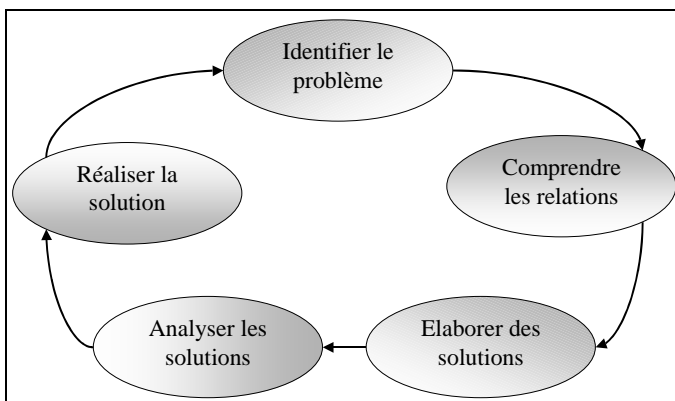 Identifier le
problème
Comprendre
les relations
Elaborer des
solutions
Analyser les
solutions
Réaliser la
solution